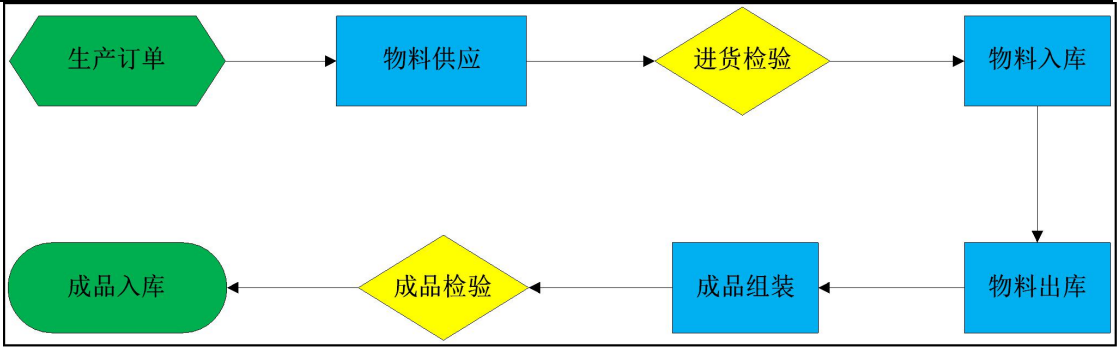 生产订单
物料供应
进货检验
物料入库
物料出库
成品组装
成品检验
成品入库